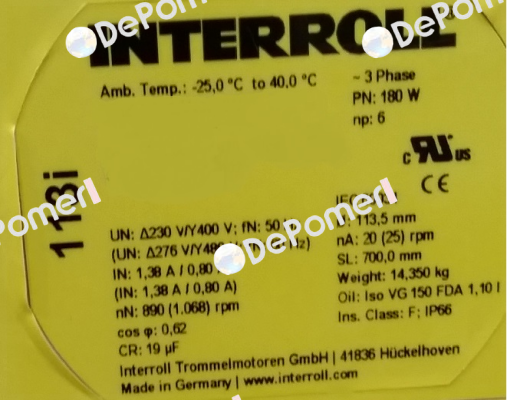 INTERROLL
Amb. Temp.: -25,0 °C to 40,0 °C
~ 3 Phase
PN: 180 W
np: 6
c RU US
CE
113i
113,5 mm
UN: Δ230 V/Y400 V; fN: 50
(UN: Δ276 V/Y480
nA: 20 (25) rpm
IN: 1,38 A / 0,80
SL: 700,0 mm
(IN: 1,38 A / 0,80 A)
Weight: 14,350 kg
nN: 890 (1.068) rpm
Oil: Iso VG 150 FDA 1,10 l
cos φ: 0,62
Ins. Class: F; IP66
CR: 19 µF
Interroll Trommelmotoren GmbH | 41836 Hückelhoven
Made in Germany | www.interroll.com
DePomerl
DePomerl